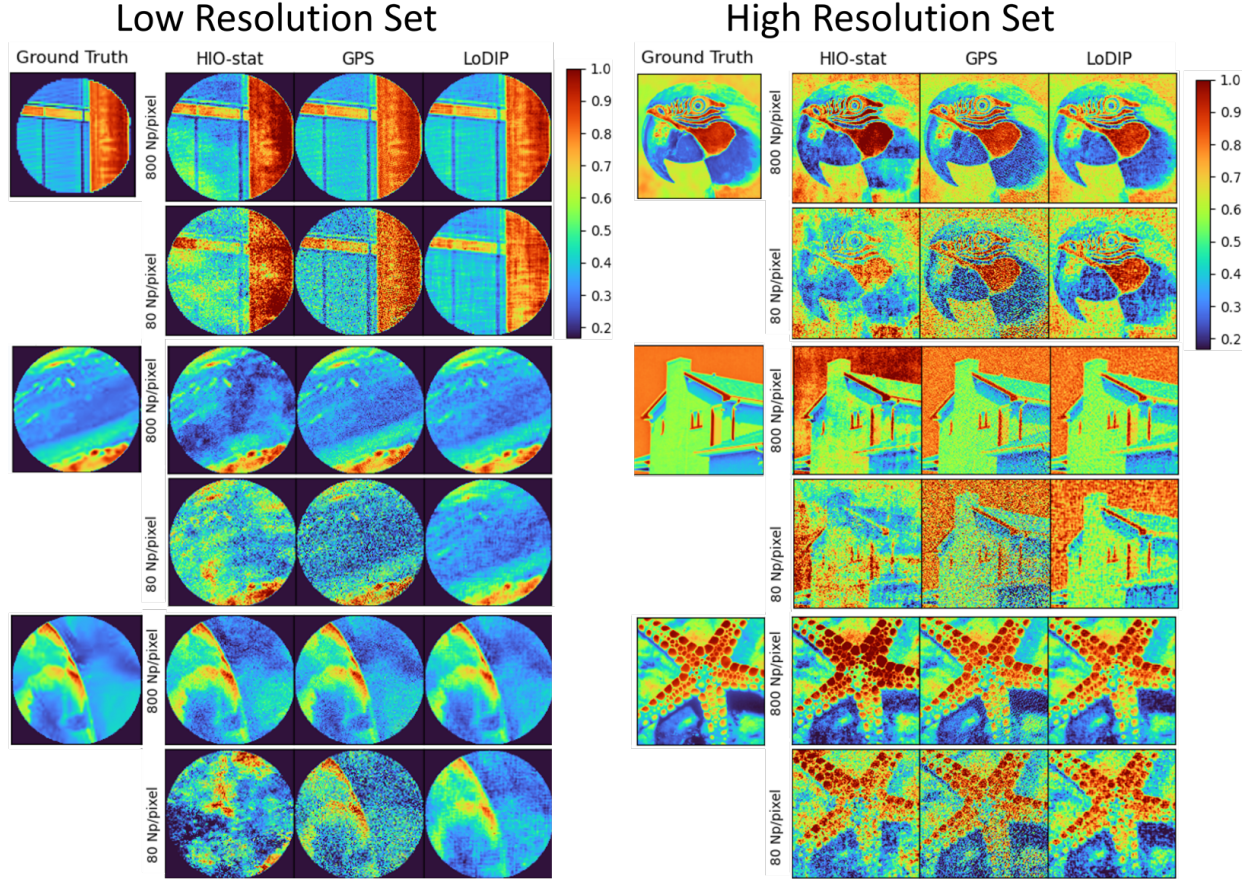 Low Resolution Set
High Resolution Set
Ground Truth
HIO-stat
GPS
LoDIP
800 Np/pixel
80 Np/pixel
800 Np/pixel
80 Np/pixel
800 Np/pixel
80 Np/pixel
1.0
0.9
0.8
0.7
0.6
0.5
0.4
0.3
0.2
Ground Truth
HIO-stat
GPS
LoDIP
800 Np/pixel
80 Np/pixel
800 Np/pixel
80 Np/pixel
800 Np/pixel
80 Np/pixel
1.0
0.9
0.8
0.7
0.6
0.5
0.4
0.3
0.2